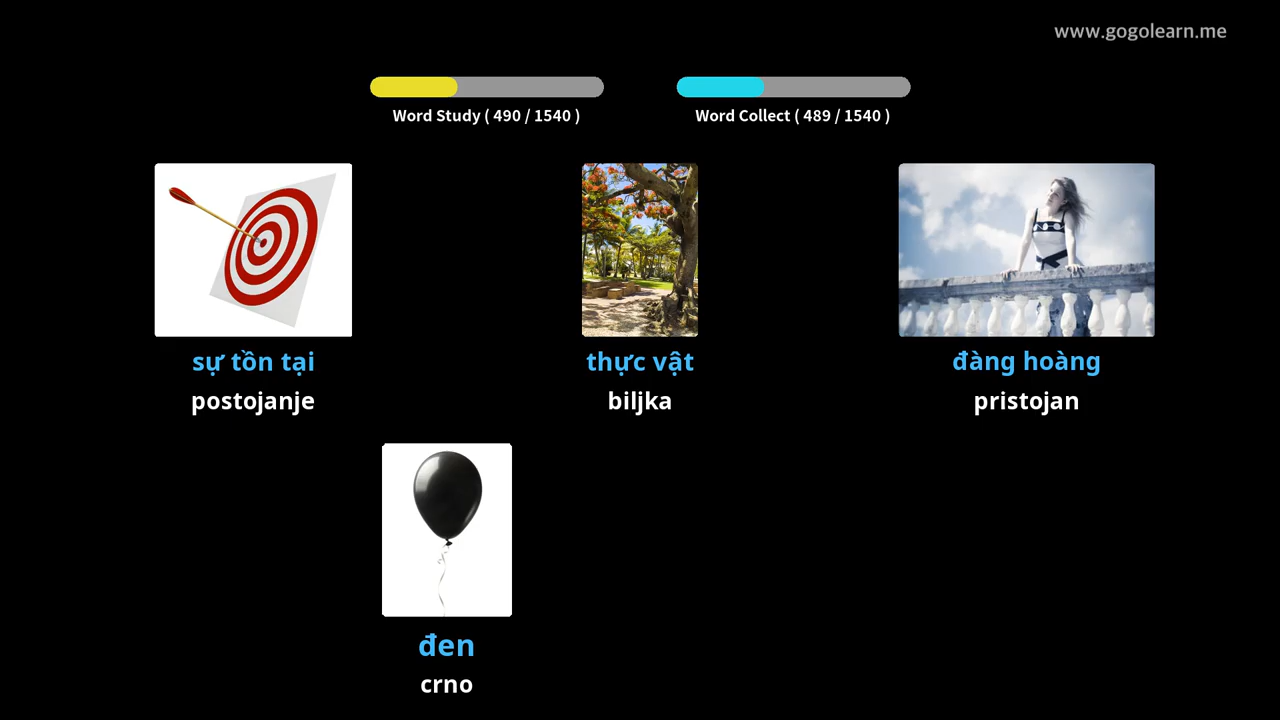 www.gogolearn.me
Word Study ( 490 / 1540 )
Word Collect ( 489 / 1540 )
sự tồn tại
thực vật
đàng hoàng
postojanje
biljka
pristojan
đen
crno